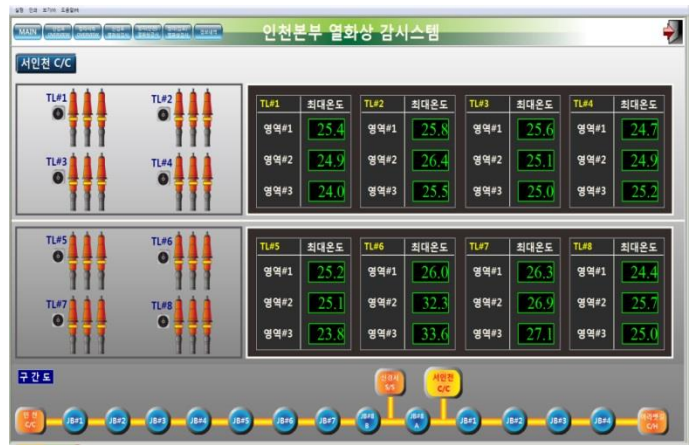 MAIN
인천본부 열화상 감시스템
서인천 C/C
TL#1
TL#2
TL#3
TL#4
TL#1 최대온도 TL#2 최대온도 TL#3 최대온도 TL#4 최대온도
영역#1 25.4 영역#1 25.8 영역#1 25.6 영역#1 24.7
영역#2 24.9 영역#2 26.4 영역#2 25.1 영역#2 24.9
영역#3 24.0 영역#3 25.5 영역#3 25.0 영역#3 25.2
TL#5
TL#6
TL#7
TL#8
TL#5 최대온도 TL#6 최대온도 TL#7 최대온도 TL#8 최대온도
영역#1 25.2 영역#1 26.0 영역#1 26.3 영역#1 24.4
영역#2 25.1 영역#2 32.3 영역#2 26.9 영역#2 25.7
영역#3 23.8 영역#3 33.6 영역#3 27.1 영역#3 25.0
구간도
S/S
서인천 C/C
인천 C/C
JB#1
JB#2
JB#3
JB#4
JB#5
JB#6
JB#7
JB#8 B
JB#8 A
JB#1
JB#2
JB#3
JB#4
C/H